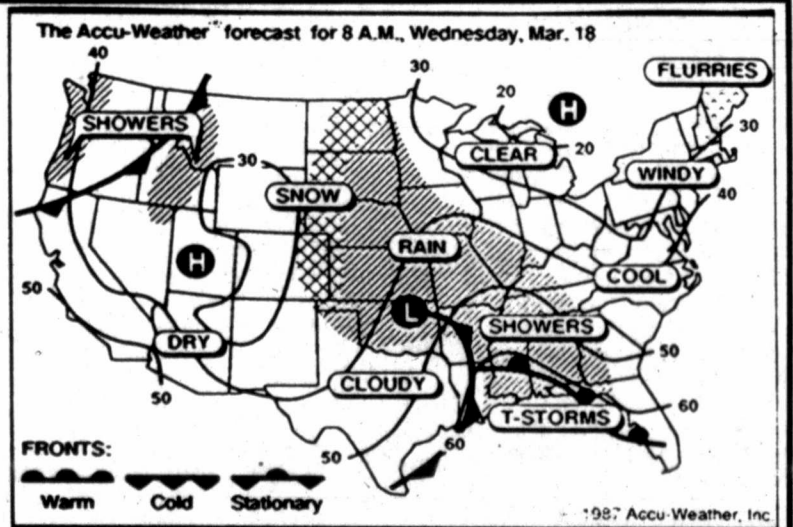 The Accu-Weather™ forecast for 8 A.M., Wednesday, Mar. 18
40
30
20
FLURRIES
H
SHOWERS
CLEAR
20
30
30
WINDY
SNOW
40
RAIN
H
COOL
50
L
SHOWERS
DRY
50
CLOUDY
50
T-STORMS
60
50
60
FRONTS:
Warm
Cold
Stationary
1987 Accu-Weather, Inc.